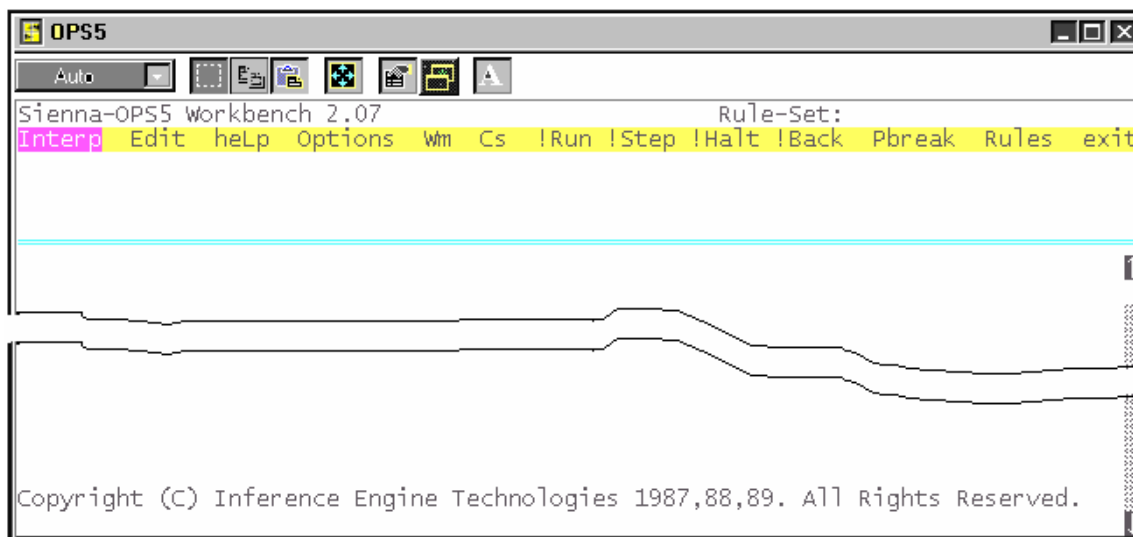 OPS5
Auto
A
Sienna-OPS5 Workbench 2.07 Rule-Set:
Interp Edit heLp Options Wm Cs !Run !Step !Halt !Back Pbreak Rules exit
Copyright (C) Inference Engine Technologies 1987,88,89. All Rights Reserved.